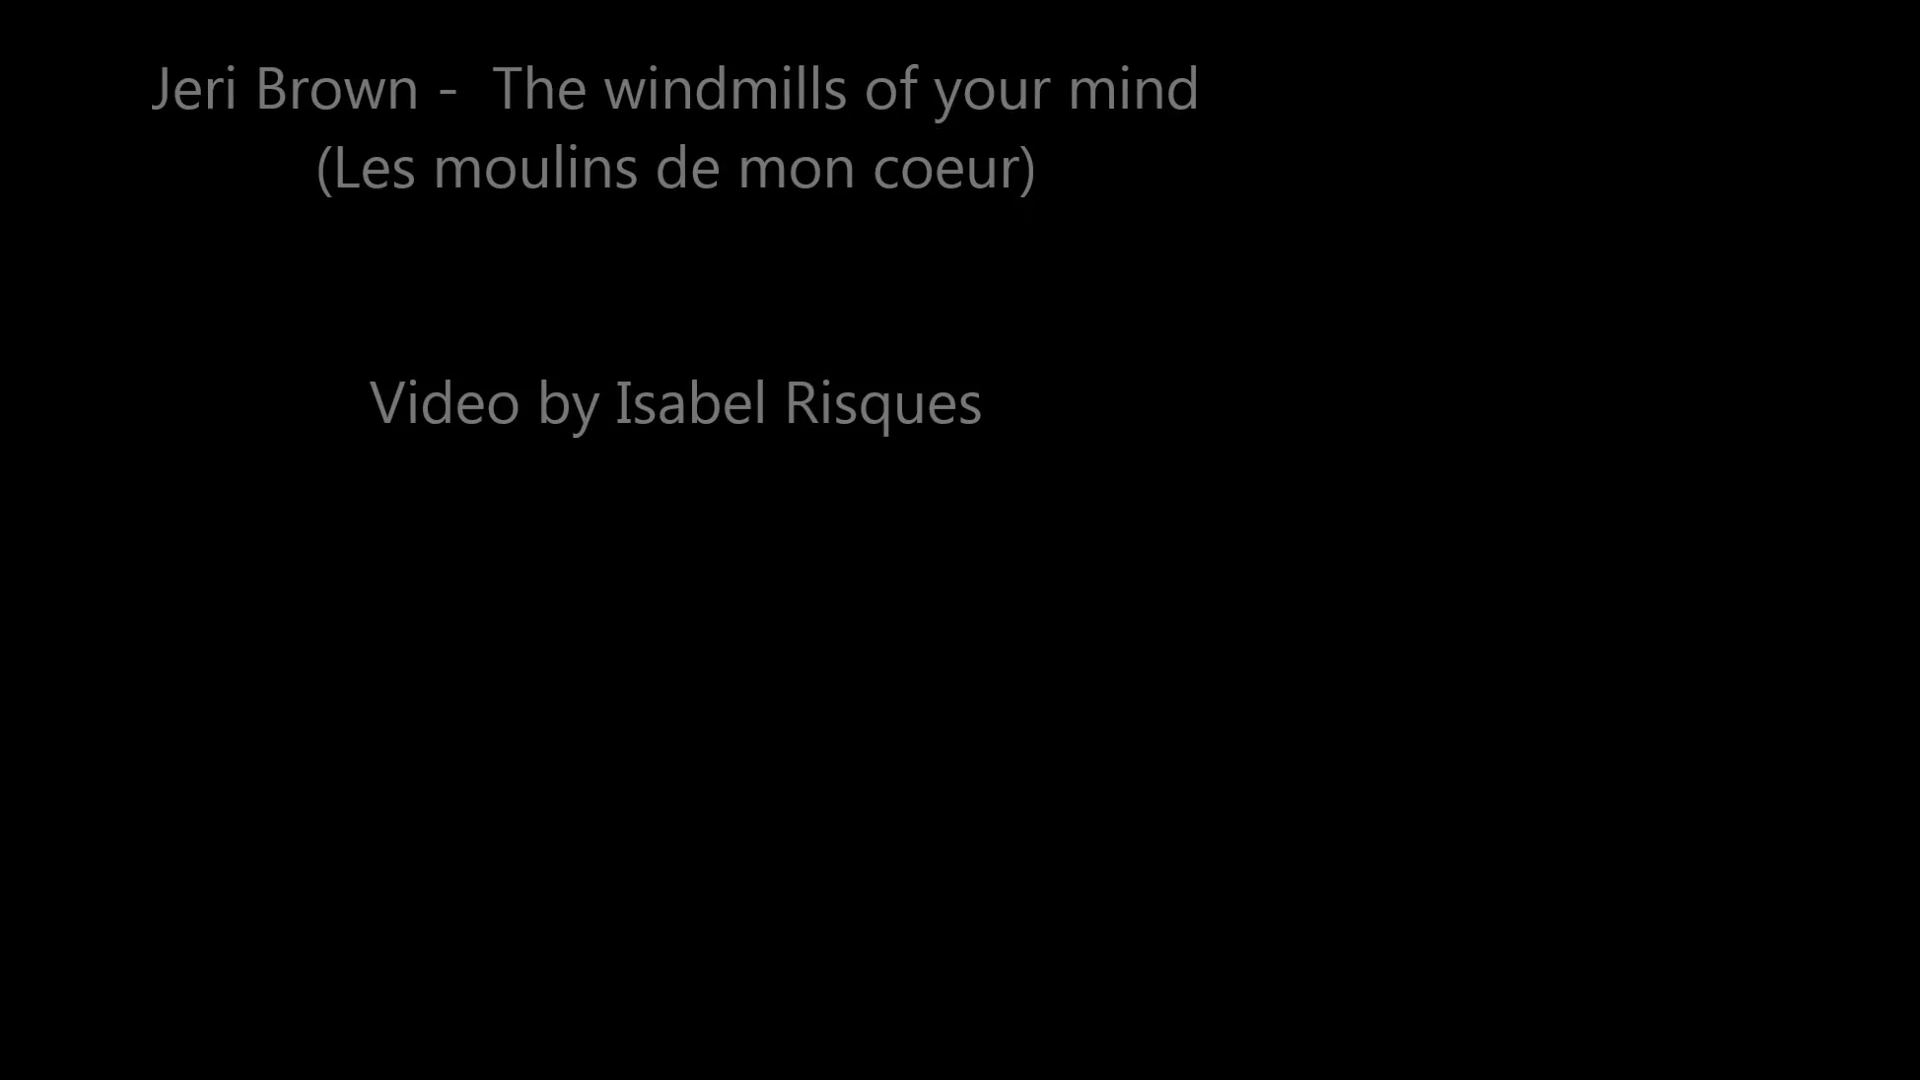 Jeri Brown -  The windmills of your mind
(Les moulins de mon coeur)
Video by Isabel Risques